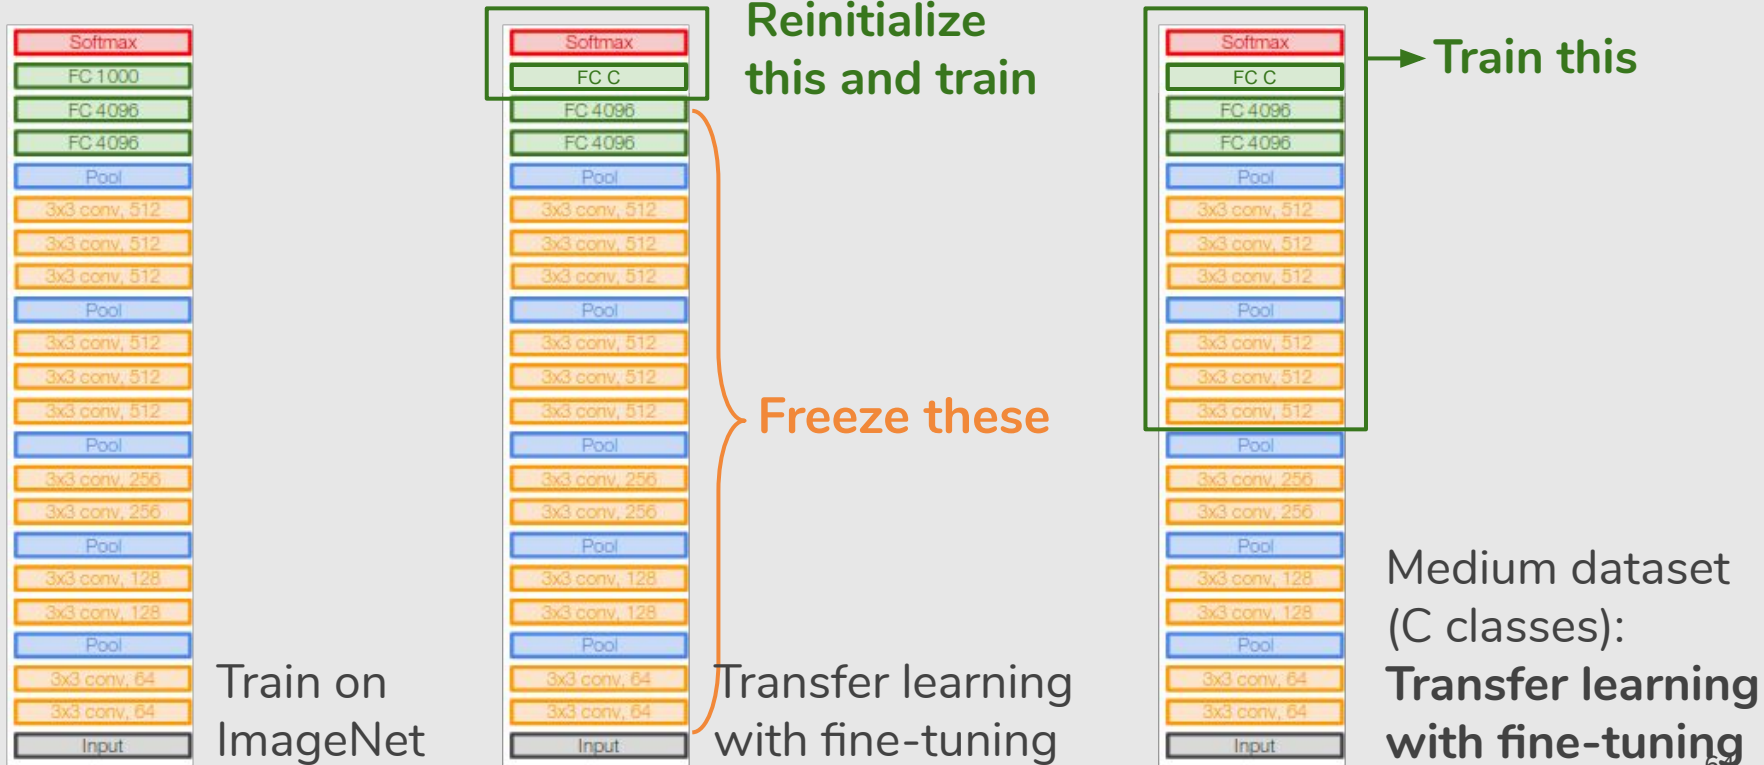 Softmax
FC 1000
FC 4096
FC 4096
Pool
3x3 conv, 512
3x3 conv, 512
3x3 conv, 512
Pool
3x3 conv, 512
3x3 conv, 512
3x3 conv, 512
Pool
3x3 conv, 256
3x3 conv, 256
Pool
3x3 conv, 128
3x3 conv, 128
Pool
3x3 conv, 64
3x3 conv, 64
Input
Train on
ImageNet
Softmax
FC C
FC 4096
FC 4096
Pool
3x3 conv, 512
3x3 conv, 512
3x3 conv, 512
Pool
3x3 conv, 512
3x3 conv, 512
3x3 conv, 512
Pool
3x3 conv, 256
3x3 conv, 256
Pool
3x3 conv, 128
3x3 conv, 128
Pool
3x3 conv, 64
3x3 conv, 64
Input
Reinitialize
this and train
Freeze these
Transfer learning
with fine-tuning
Softmax
FC C
FC 4096
FC 4096
Pool
3x3 conv, 512
3x3 conv, 512
3x3 conv, 512
Pool
3x3 conv, 512
3x3 conv, 512
3x3 conv, 512
Pool
3x3 conv, 256
3x3 conv, 256
Pool
3x3 conv, 128
3x3 conv, 128
Pool
3x3 conv, 64
3x3 conv, 64
Input
Train this
Medium dataset
(C classes):
Transfer learning
with fine-tuning